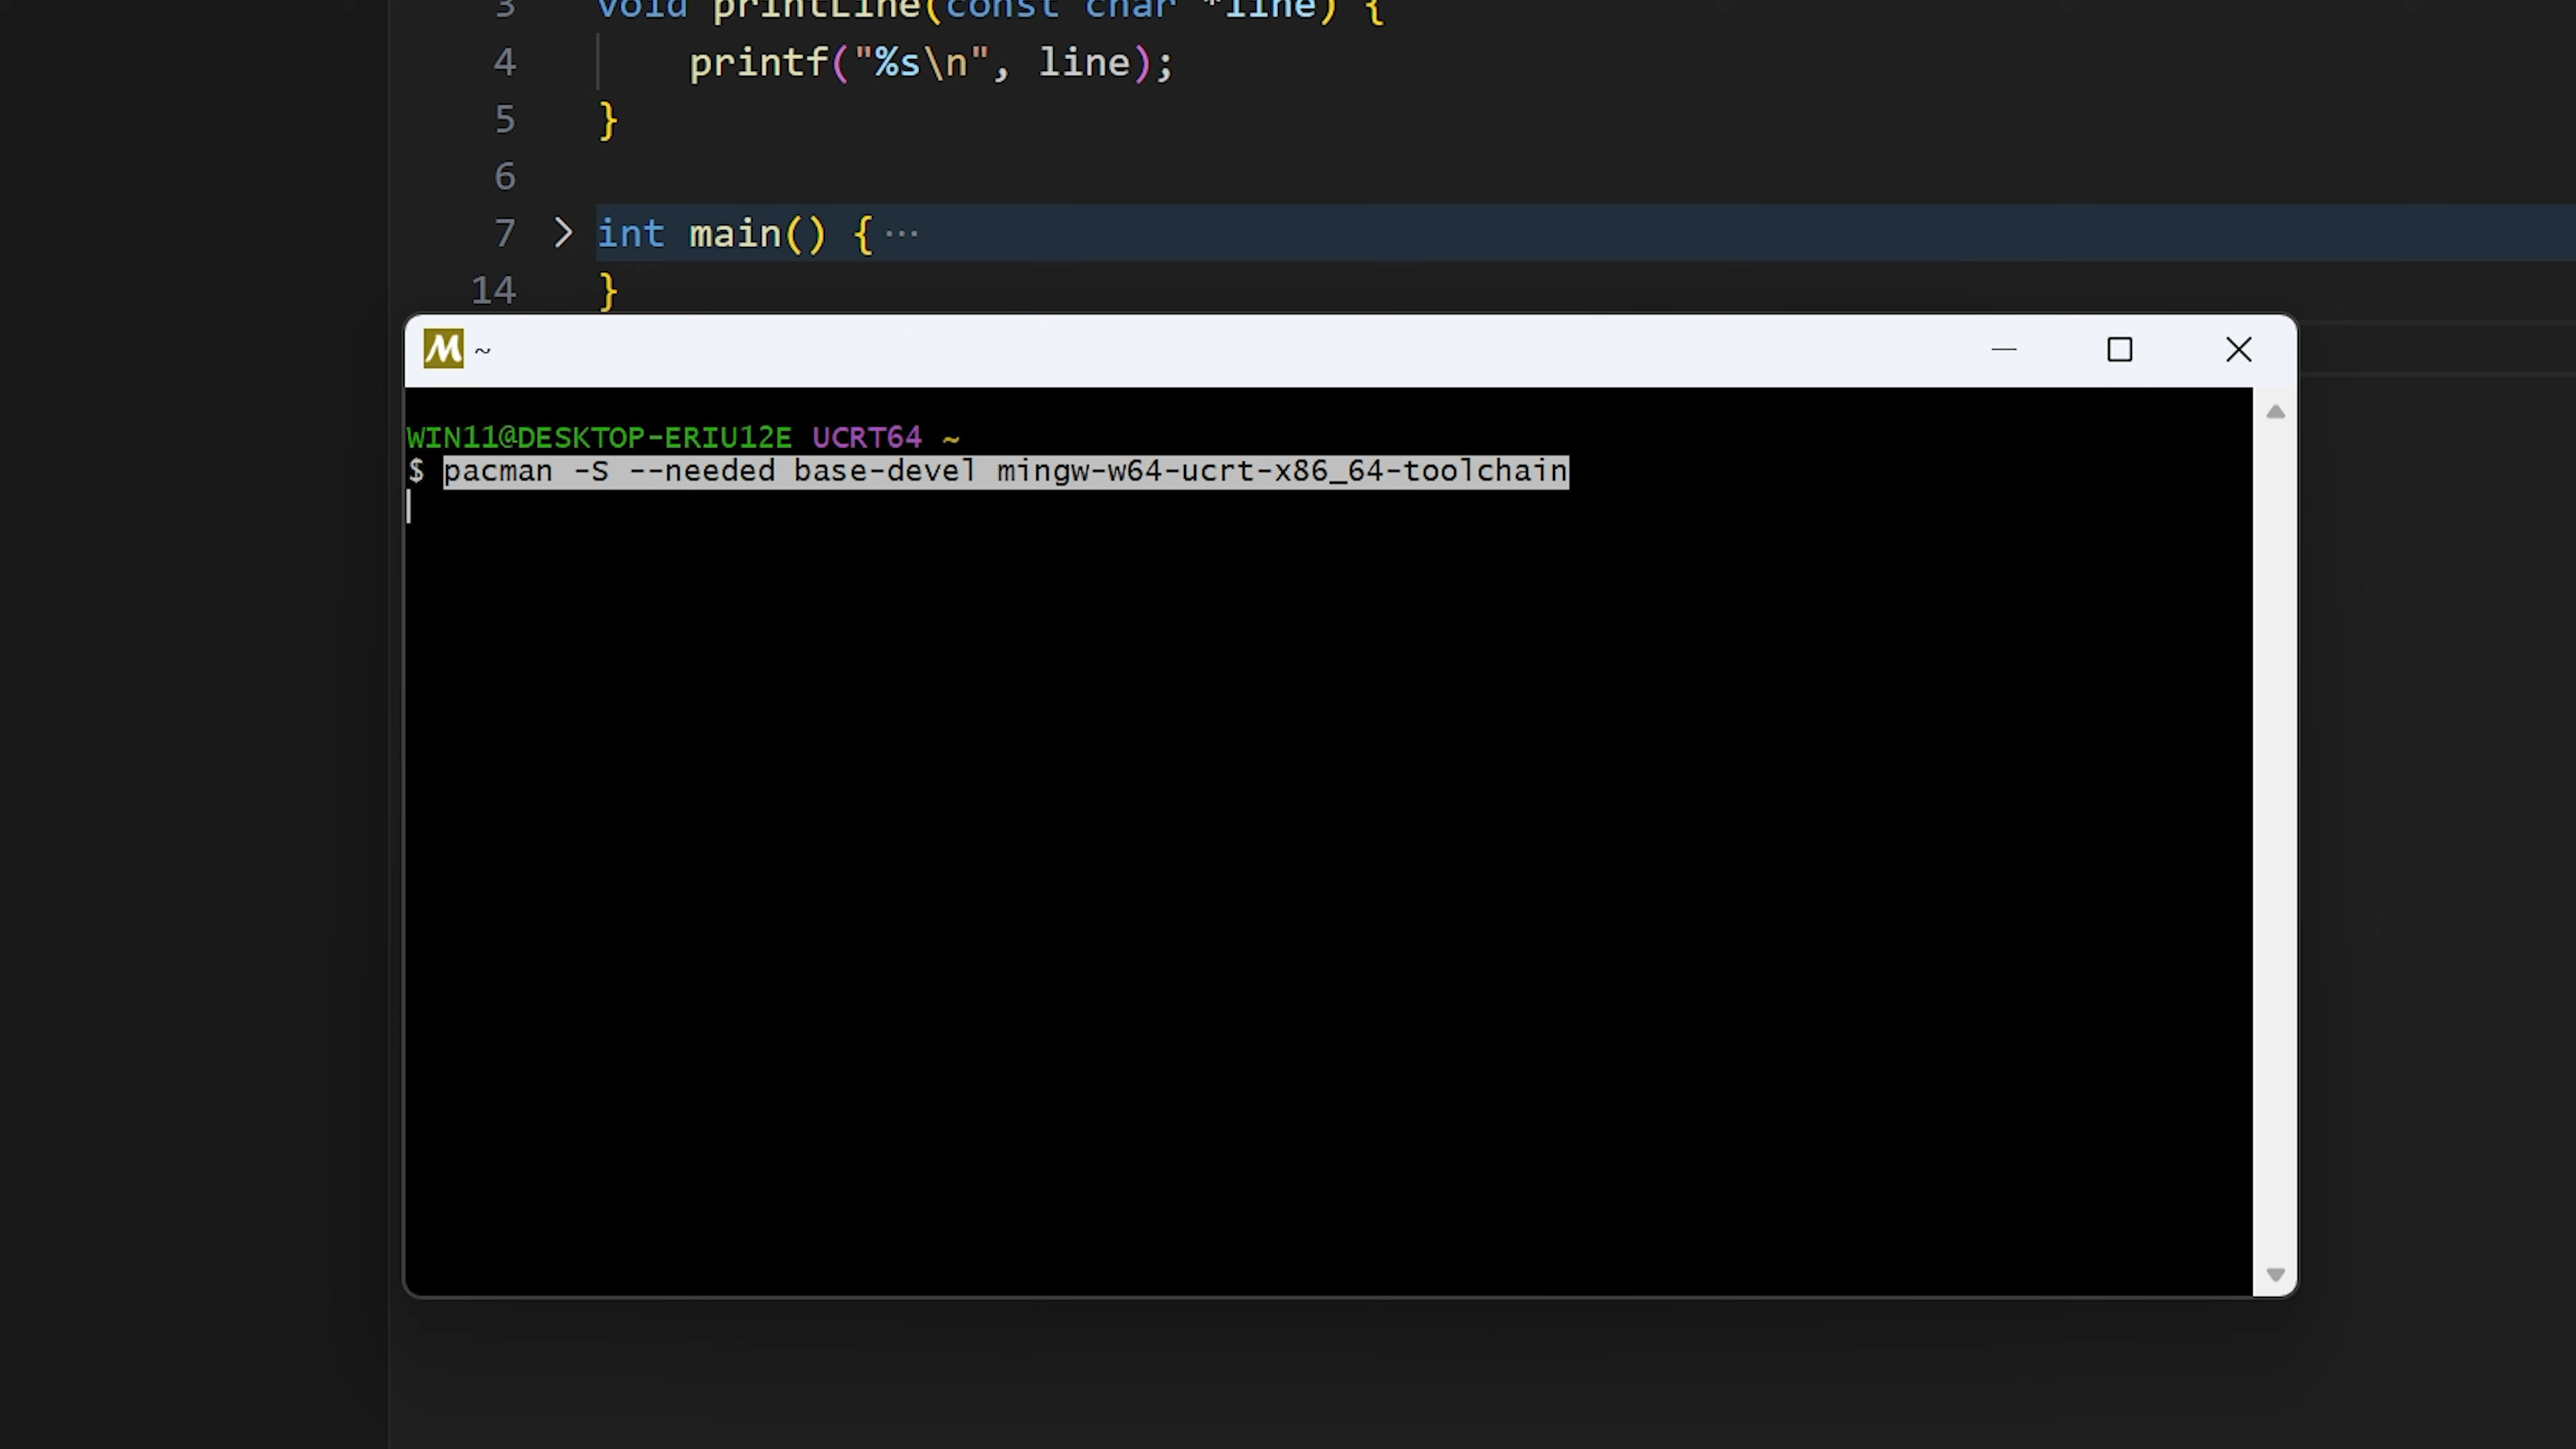 3 void printLine(const char *line) {
4 printf("%s\n", line);
5 }
6
7 int main() { ···
14 }
M ~
WIN11@DESKTOP-ERIU12E UCRT64 ~
$ pacman -S --needed base-devel mingw-w64-ucrt-x86_64-toolchain